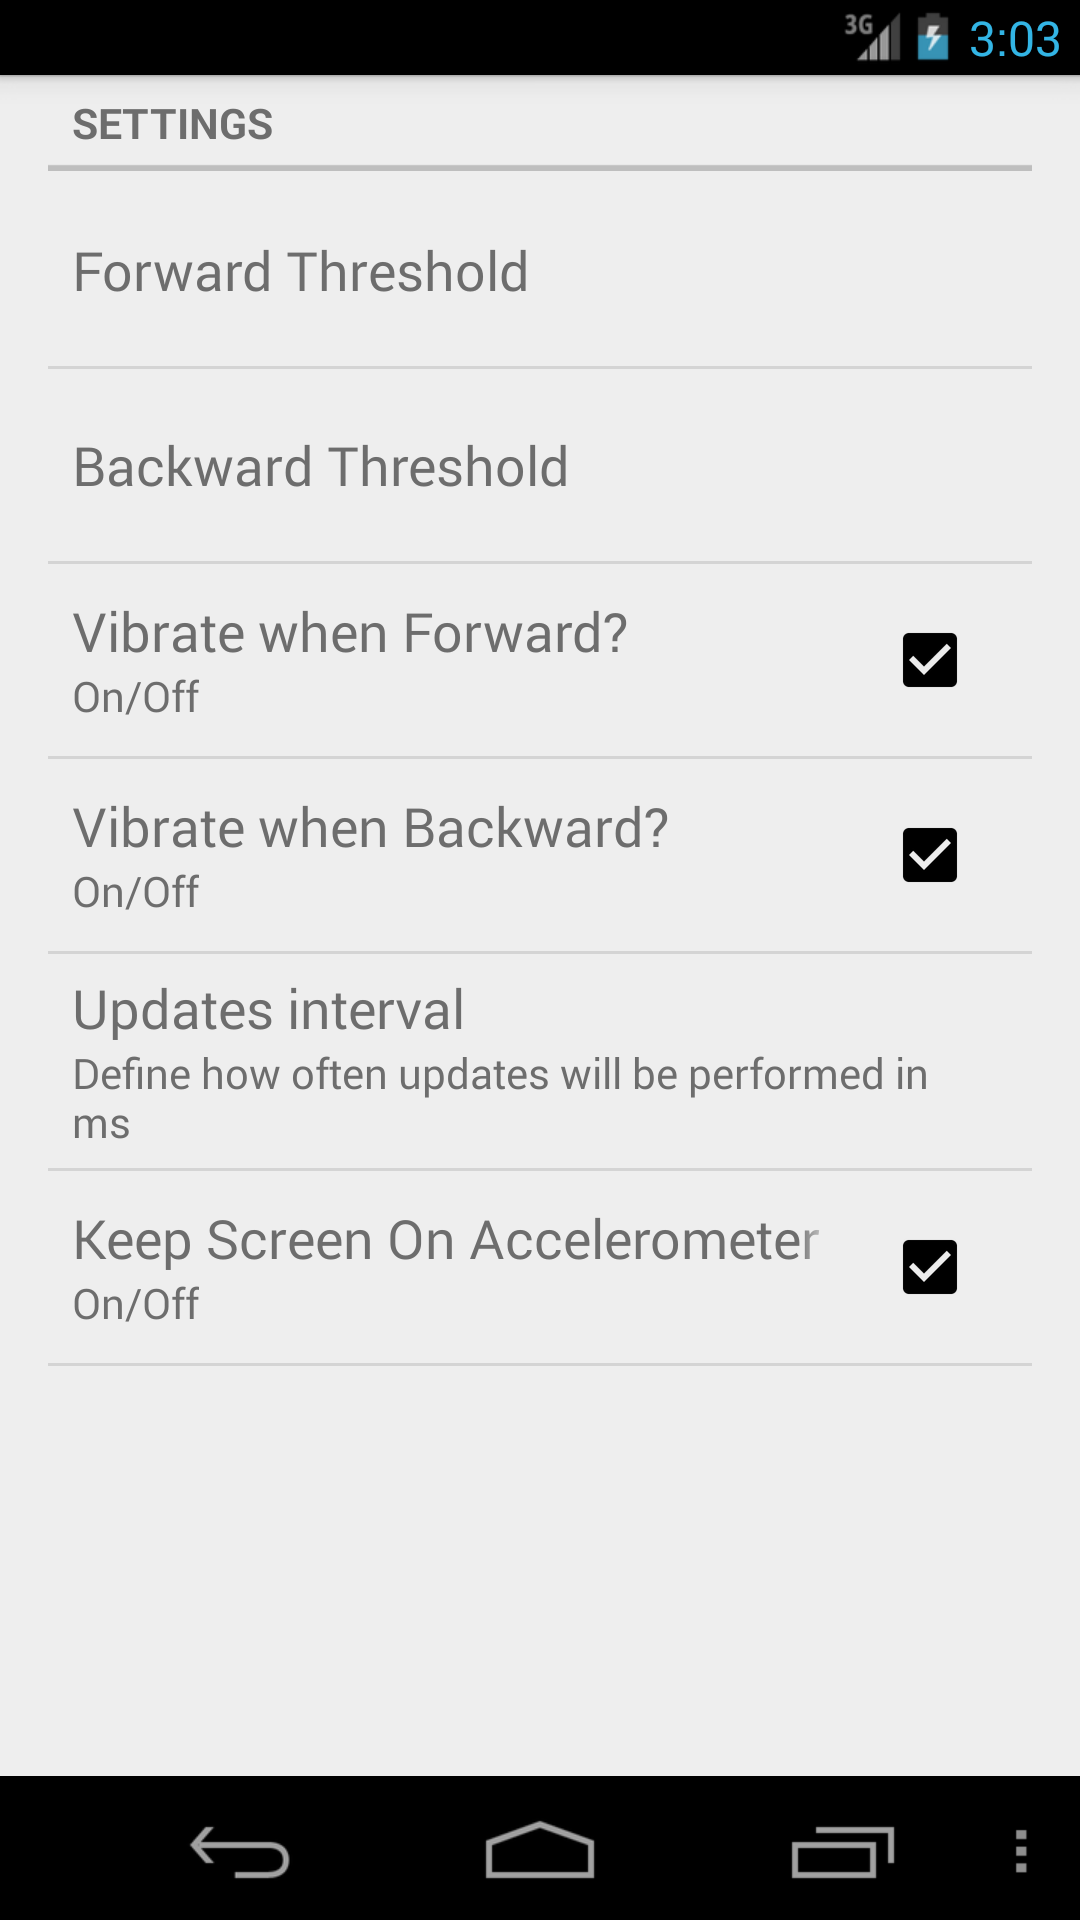 3G 3:03
SETTINGS
Forward Threshold
Backward Threshold
Vibrate when Forward?
On/Off
Vibrate when Backward?
On/Off
Updates interval
Define how often updates will be performed in
ms
Keep Screen On Accelerometer
On/Off